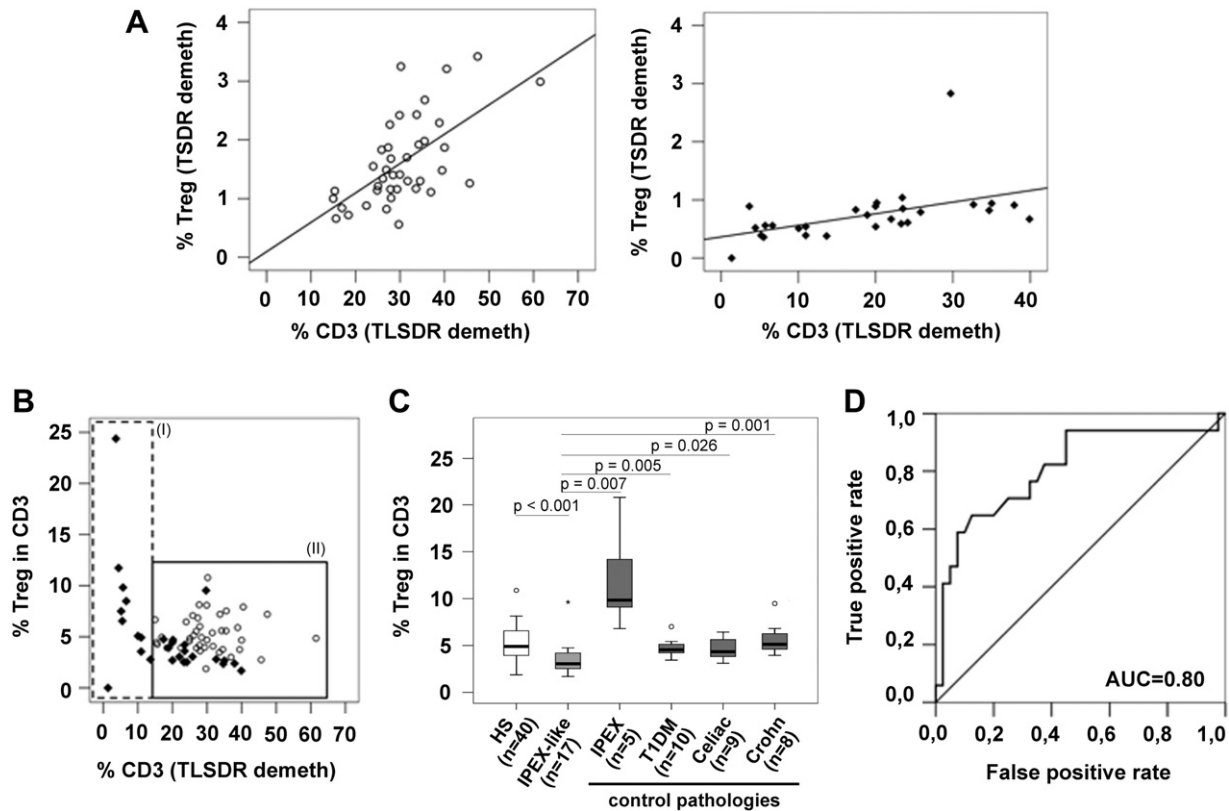 A
% Treg (TSDR demeth)
4
3
2
1
0
0 10 20 30 40 50 60 70
% CD3 (TLSDR demeth)
% Treg (TSDR demeth)
4
3
2
1
0
0 10 20 30 40
% CD3 (TLSDR demeth)
B
% Treg in CD3
25
20
15
10
5
0
(I)
(II)
0 10 20 30 40 50 60 70
% CD3 (TLSDR demeth)
C
% Treg in CD3
25
20
15
10
5
0
p = 0.001
p = 0.026
p = 0.005
p = 0.007
p < 0.001
HS
(n=40)
IPEX-like
(n=17)
IPEX
(n=5)
T1DM
(n=10)
Celiac
(n=9)
Crohn
(n=8)
control pathologies
D
True positive rate
1,0
0,8
0,6
0,4
0,2
0,0
AUC=0.80
0,0 0,2 0,4 0,6 0,8 1,0
False positive rate